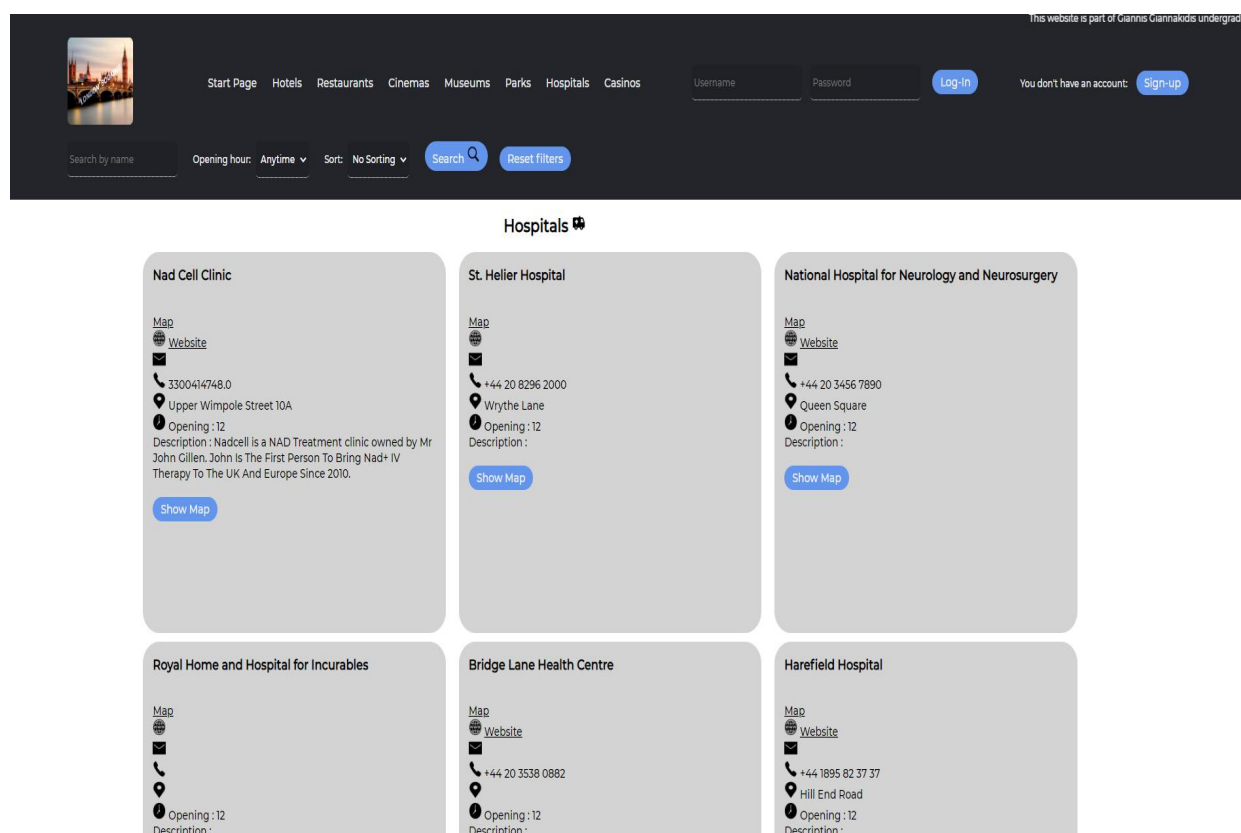 This website is part of Giannis Giannakidis undergrad
Start Page Hotels Restaurants Cinemas Museums Parks Hospitals Casinos
Username Password Log-In You don't have an account: Sign-up
Search by name Opening hour: Anytime Sort: No Sorting Search Reset filters
Hospitals
Nad Cell Clinic
Map
Website
3300414748.0
Upper Wimpole Street 10A
Opening : 12
Description : Nadcell is a NAD Treatment clinic owned by Mr
John Gillen. John Is The First Person To Bring Nad+ IV
Therapy To The UK And Europe Since 2010.
Show Map
St. Helier Hospital
Map
+44 20 8296 2000
Wrythe Lane
Opening : 12
Description :
Show Map
National Hospital for Neurology and Neurosurgery
Map
Website
+44 20 3456 7890
Queen Square
Opening : 12
Description :
Show Map
Royal Home and Hospital for Incurables
Map
Opening : 12
Description :
Bridge Lane Health Centre
Map
Website
+44 20 3538 0882
Opening : 12
Description :
Harefield Hospital
Map
Website
+44 1895 82 37 37
Hill End Road
Opening : 12
Description :